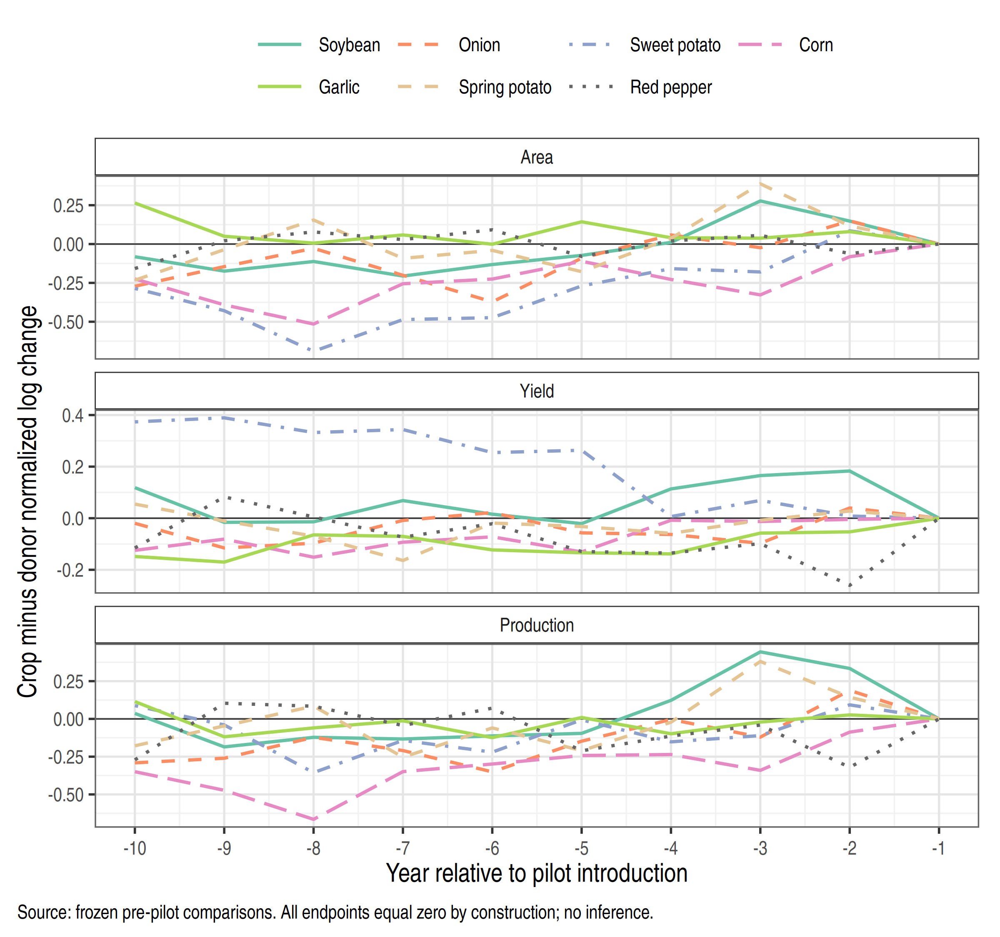 Soybean
Onion
Sweet potato
Corn
Garlic
Spring potato
Red pepper
Area
0.25
0.00
-0.25
-0.50
Yield
0.4
0.2
0.0
-0.2
Production
0.25
0.00
-0.25
-0.50
Crop minus donor normalized log change
-10
-9
-8
-7
-6
-5
-4
-3
-2
-1
Year relative to pilot introduction
Source: frozen pre-pilot comparisons. All endpoints equal zero by construction; no inference.